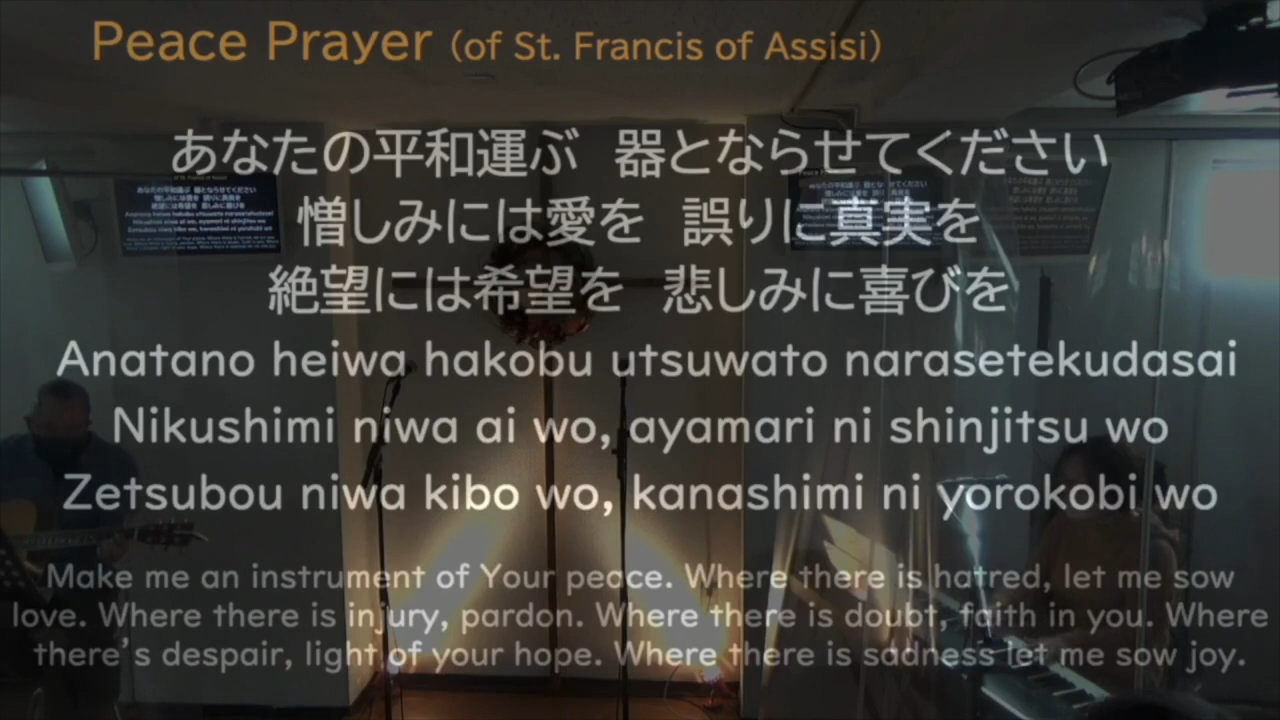 Peace Prayer (of St. Francis of Assisi)
あなたの平和運ぶ 器とならせてください
憎しみには愛を 誤りに真実を
絶望には希望を 悲しみに喜びを
Anatano heiwa hakobu utsuwato narasetekudasai
Nikushimi niwa ai wo, ayamari ni shinjitsu wo
Zetsubou niwa kibo wo, kanashimi ni yorokobi wo
Make me an instrument of Your peace. Where there is hatred, let me sow
love. Where there is injury, pardon. Where there is doubt, faith in you. Where
there's despair, light of your hope. Where there is sadness let me sow joy.